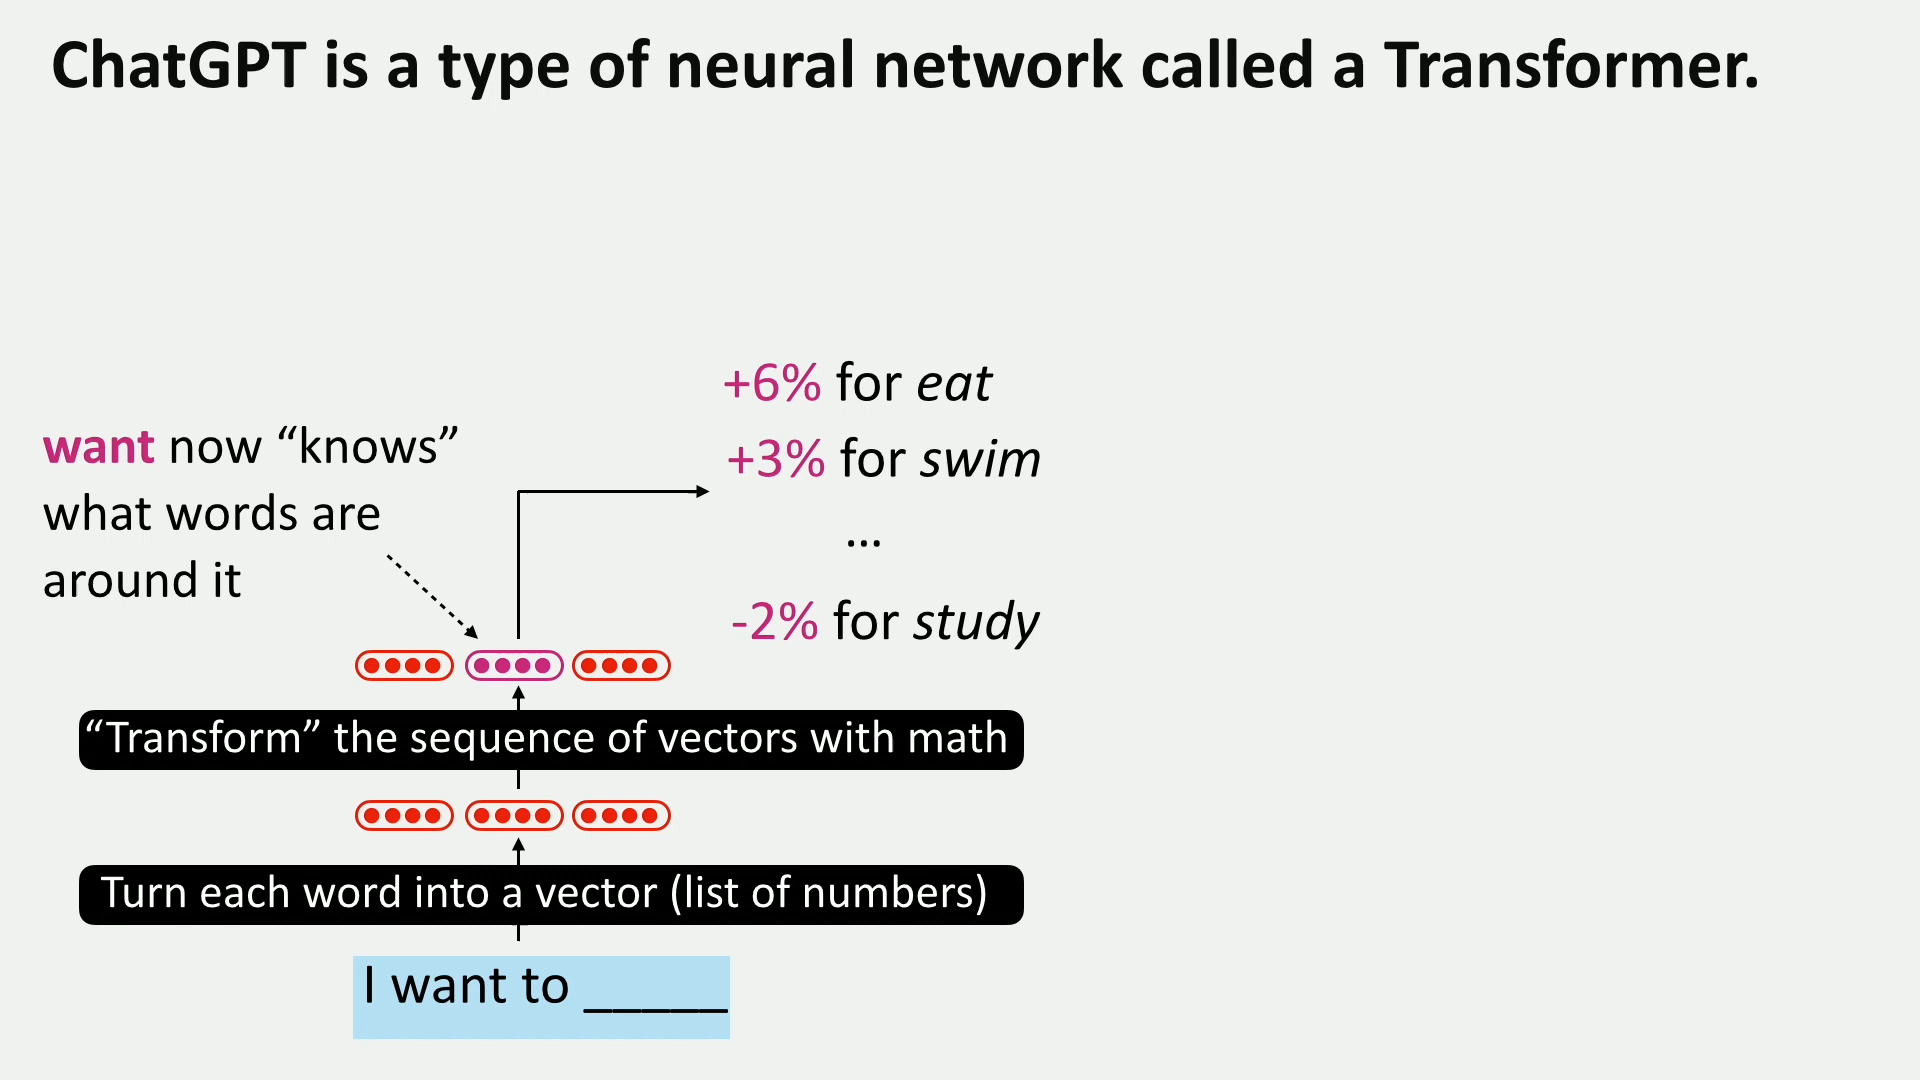 ChatGPT is a type of neural network called a Transformer.
+6% for eat
+3% for swim
...
-2% for study
want now “knows”
what words are
around it
“Transform” the sequence of vectors with math
Turn each word into a vector (list of numbers)
I want to _____